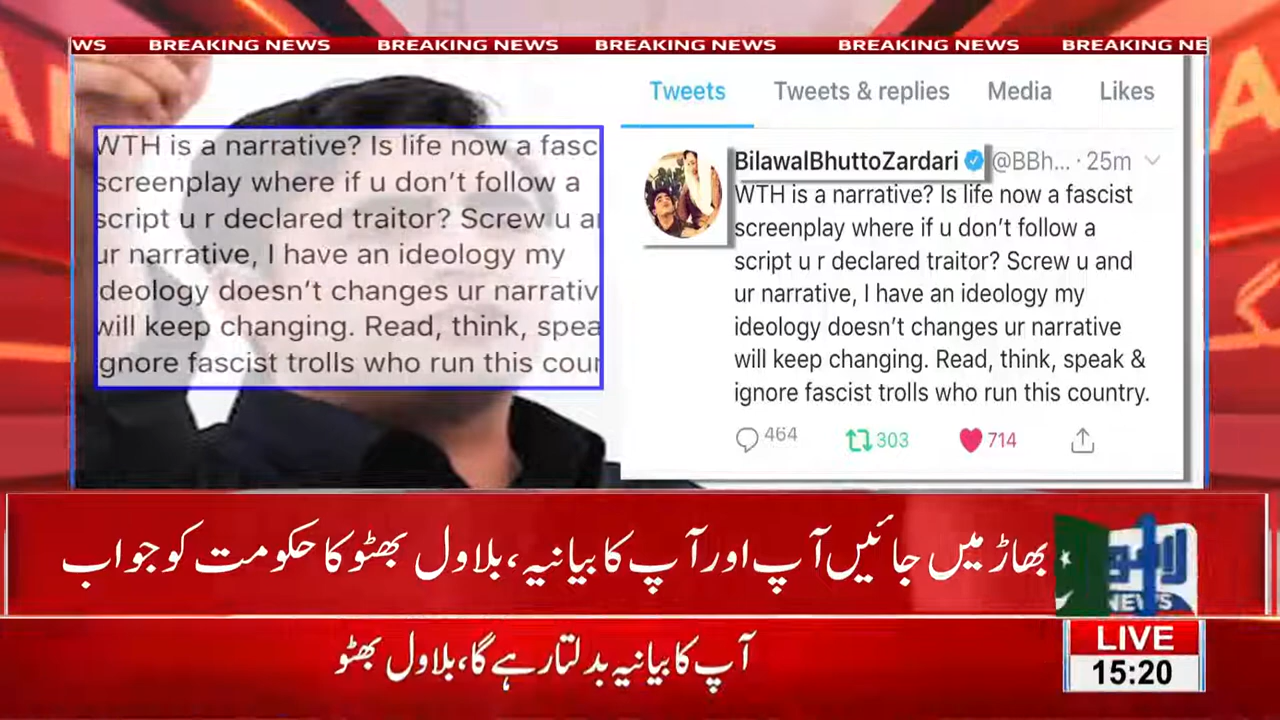 WS BREAKING NEWS BREAKING NEWS BREAKING NEWS BREAKING NEWS BREAKING NE
WTH is a narrative? Is life now a fasc
screenplay where if u don't follow a
script u r declared traitor? Screw u a
ur narrative, I have an ideology my
deology doesn't changes ur narrativ
will keep changing. Read, think, spea
gnore fascist trolls who run this cour
Tweets Tweets & replies Media Likes
BilawalBhuttoZardari @BBh... · 25m
WTH is a narrative? Is life now a fascist
screenplay where if u don't follow a
script u r declared traitor? Screw u and
ur narrative, I have an ideology my
ideology doesn't changes ur narrative
will keep changing. Read, think, speak &
ignore fascist trolls who run this country.
464 303 714
بھاڑ میں جائیں آپ اور آپ کا بیانیہ، بلاول بھٹو کا حکومت کو جواب
NEWS
آپ کا بیانیہ بدلتا رہے گا، بلاول بھٹو
LIVE
15:20